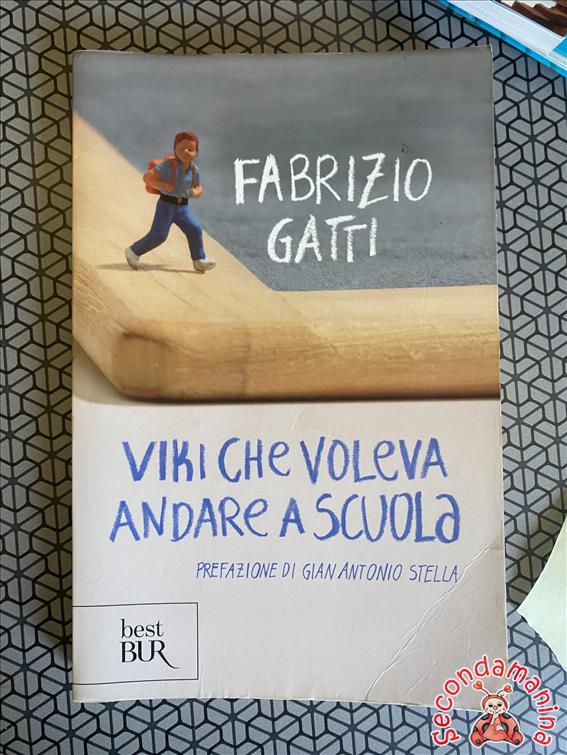 FABRIZIO
GATTI
VIKI CHE VOLEVA
ANDARE A SCUOLA
PREFAZIONE DI GIAN ANTONIO STELLA
best
BUR
Secondamanina